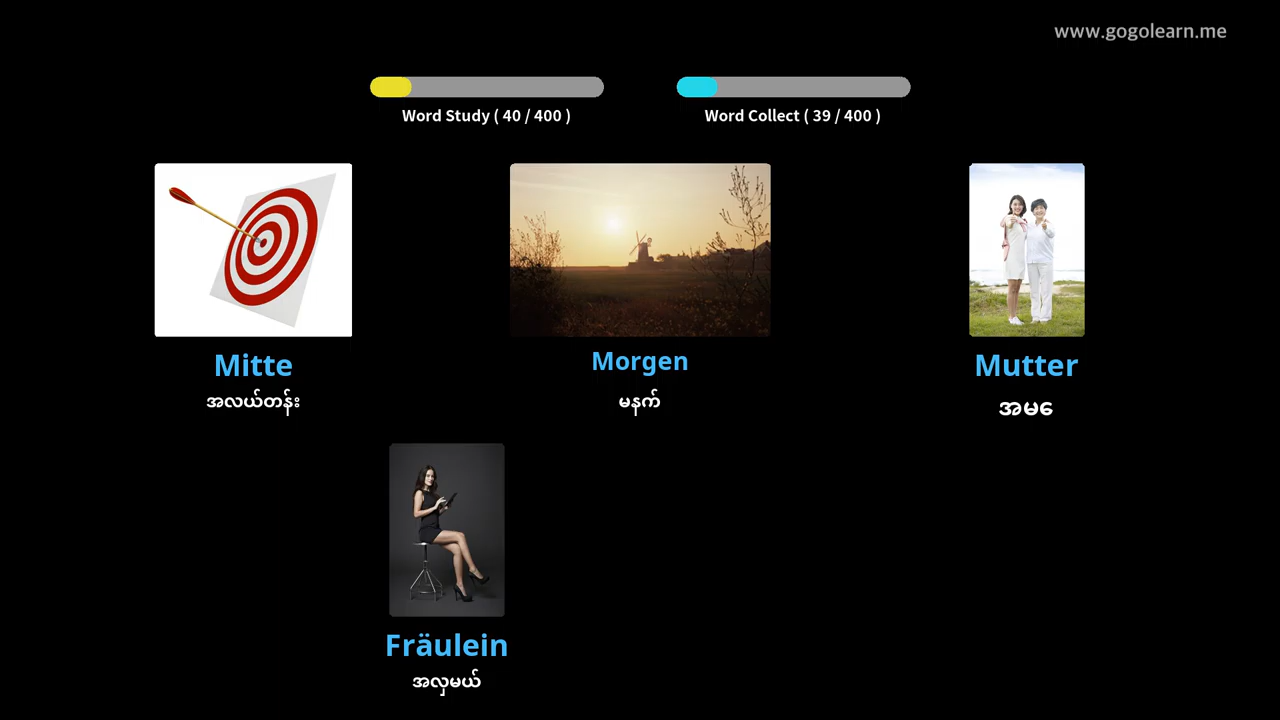 www.gogolearn.me
Word Study ( 40 / 400 )
Word Collect ( 39 / 400 )
Mitte
အလယ်တန်း
Morgen
မနက်
Mutter
အမေ
Fräulein
အလှမယ်